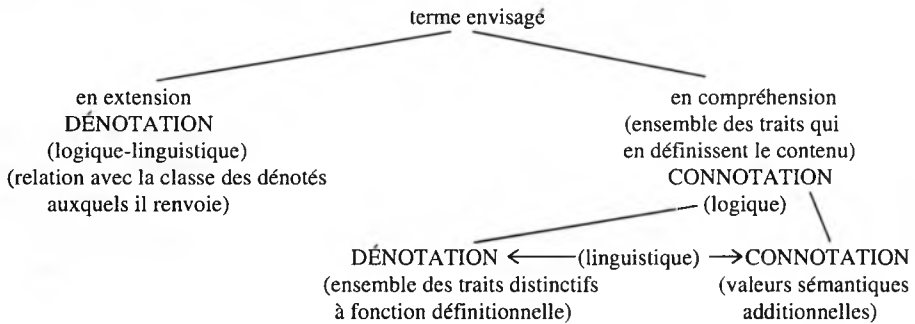 terme envisagé
en extension
DÉNOTATION
(logique-linguistique)
(relation avec la classe des dénotés
auxquels il renvoie)
en compréhension
(ensemble des traits qui
en définissent le contenu)
CONNOTATION
(logique)
DÉNOTATION ←—(linguistique) —→CONNOTATION
(ensemble des traits distinctifs
à fonction définitionnelle)
(valeurs sémantiques
additionnelles)